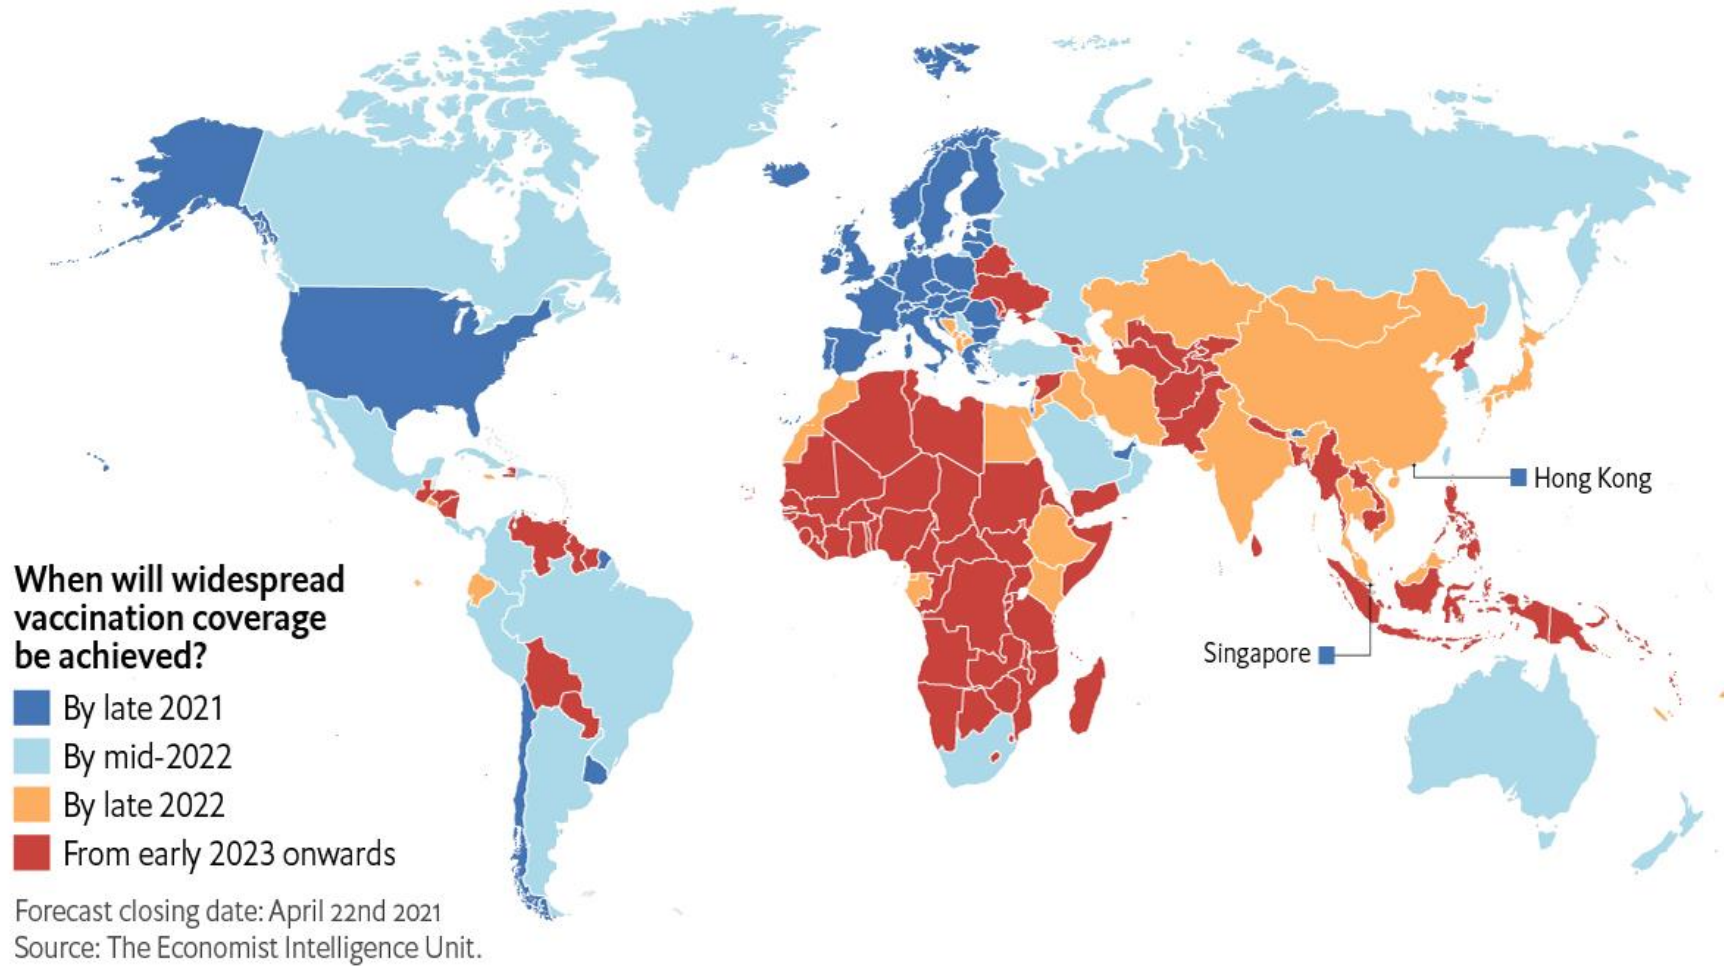 Hong Kong
Singapore
When will widespread
vaccination coverage
be achieved?
By late 2021
By mid-2022
By late 2022
From early 2023 onwards
Forecast closing date: April 22nd 2021
Source: The Economist Intelligence Unit.